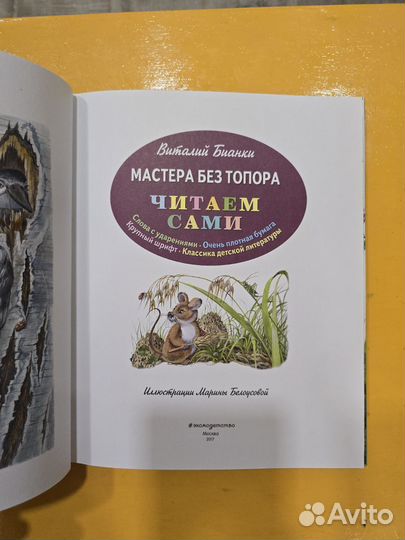 Виталий Бианки
МАСТЕРА БЕЗ ТОПОРА
ЧИТАЕМ
САМИ
Слова с ударениями • Очень плотная бумага
Крупный шрифт • Классика детской литературы
Иллюстрации Марины Белоусовой
#эксмодетство
Москва
2017
Avito